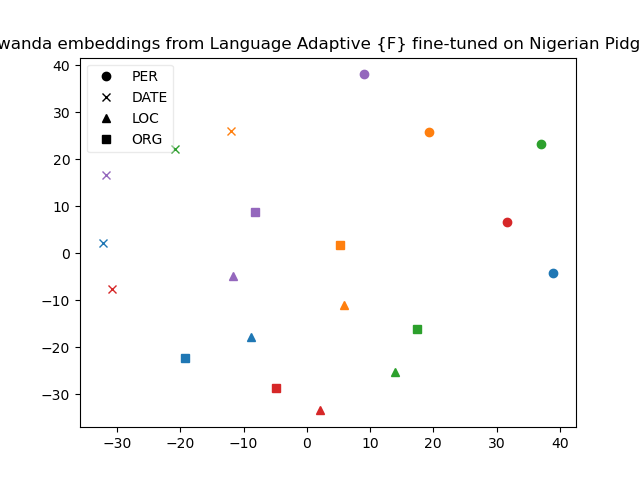 wanda embeddings from Language Adaptive {F} fine-tuned on Nigerian Pidg
40
30
20
10
0
−10
−20
−30
PER
DATE
LOC
ORG
−30 −20 −10 0 10 20 30 40